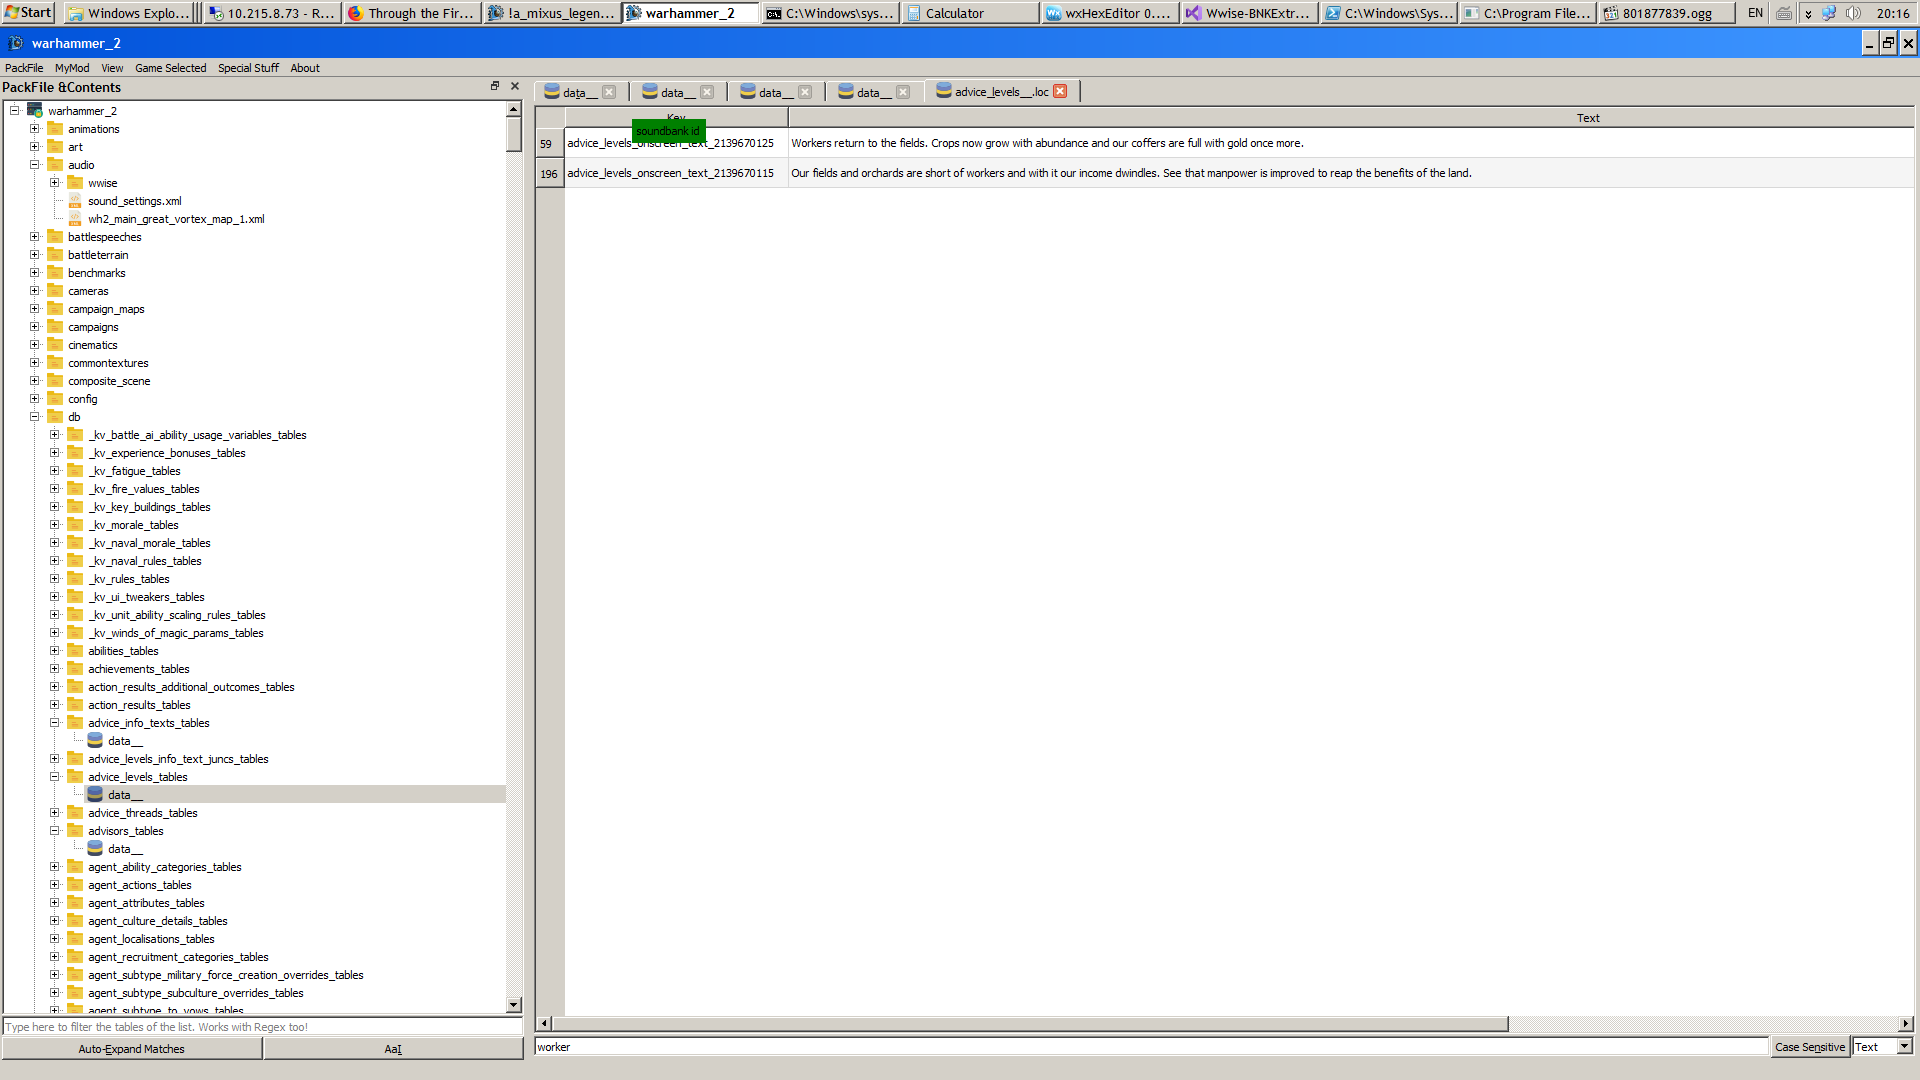 Start
Windows Explo...
10.215.8.73 - R...
Through the Fir...
!a_mixus_legen...
warhammer_2
C:\Windows\sys...
Calculator
wxHexEditor 0....
Wwise-BNKExtr...
C:\Windows\Sys...
C:\Program File...
801877839.ogg
EN
20:16
warhammer_2
PackFile MyMod View Game Selected Special Stuff About
PackFile &Contents
data__
data__
data__
data__
advice_levels__.loc
warhammer_2
animations
art
audio
wwise
sound_settings.xml
wh2_main_great_vortex_map_1.xml
battlespeeches
battleterrain
benchmarks
cameras
campaign_maps
campaigns
cinematics
commontextures
composite_scene
config
db
_kv_battle_ai_ability_usage_variables_tables
_kv_experience_bonuses_tables
_kv_fatigue_tables
_kv_fire_values_tables
_kv_key_buildings_tables
_kv_morale_tables
_kv_naval_morale_tables
_kv_naval_rules_tables
_kv_rules_tables
_kv_ui_tweakers_tables
_kv_unit_ability_scaling_rules_tables
_kv_winds_of_magic_params_tables
abilities_tables
achievements_tables
action_results_additional_outcomes_tables
action_results_tables
advice_info_texts_tables
data__
advice_levels_info_text_juncs_tables
advice_levels_tables
data__
advice_threads_tables
advisors_tables
data__
agent_ability_categories_tables
agent_actions_tables
agent_attributes_tables
agent_culture_details_tables
agent_localisations_tables
agent_recruitment_categories_tables
agent_subtype_military_force_creation_overrides_tables
agent_subtype_subculture_overrides_tables
agent_subtype_to_vows_tables
Type here to filter the tables of the list. Works with Regex too!
Auto-Expand Matches
AaI
Key
Text
soundbank id
59 advice_levels_onscreen_text_2139670125 Workers return to the fields. Crops now grow with abundance and our coffers are full with gold once more.
196 advice_levels_onscreen_text_2139670115 Our fields and orchards are short of workers and with it our income dwindles. See that manpower is improved to reap the benefits of the land.
worker
Case Sensitive
Text